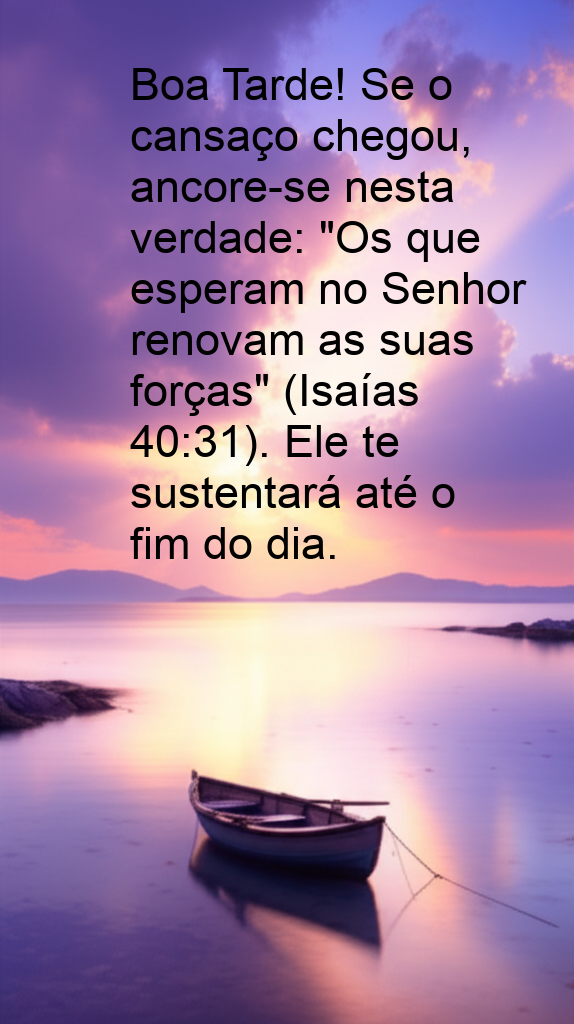 Boa Tarde! Se o
cansaço chegou,
ancore-se nesta
verdade: "Os que
esperam no Senhor
renovam as suas
forças" (Isaías
40:31). Ele te
sustentará até o
fim do dia.